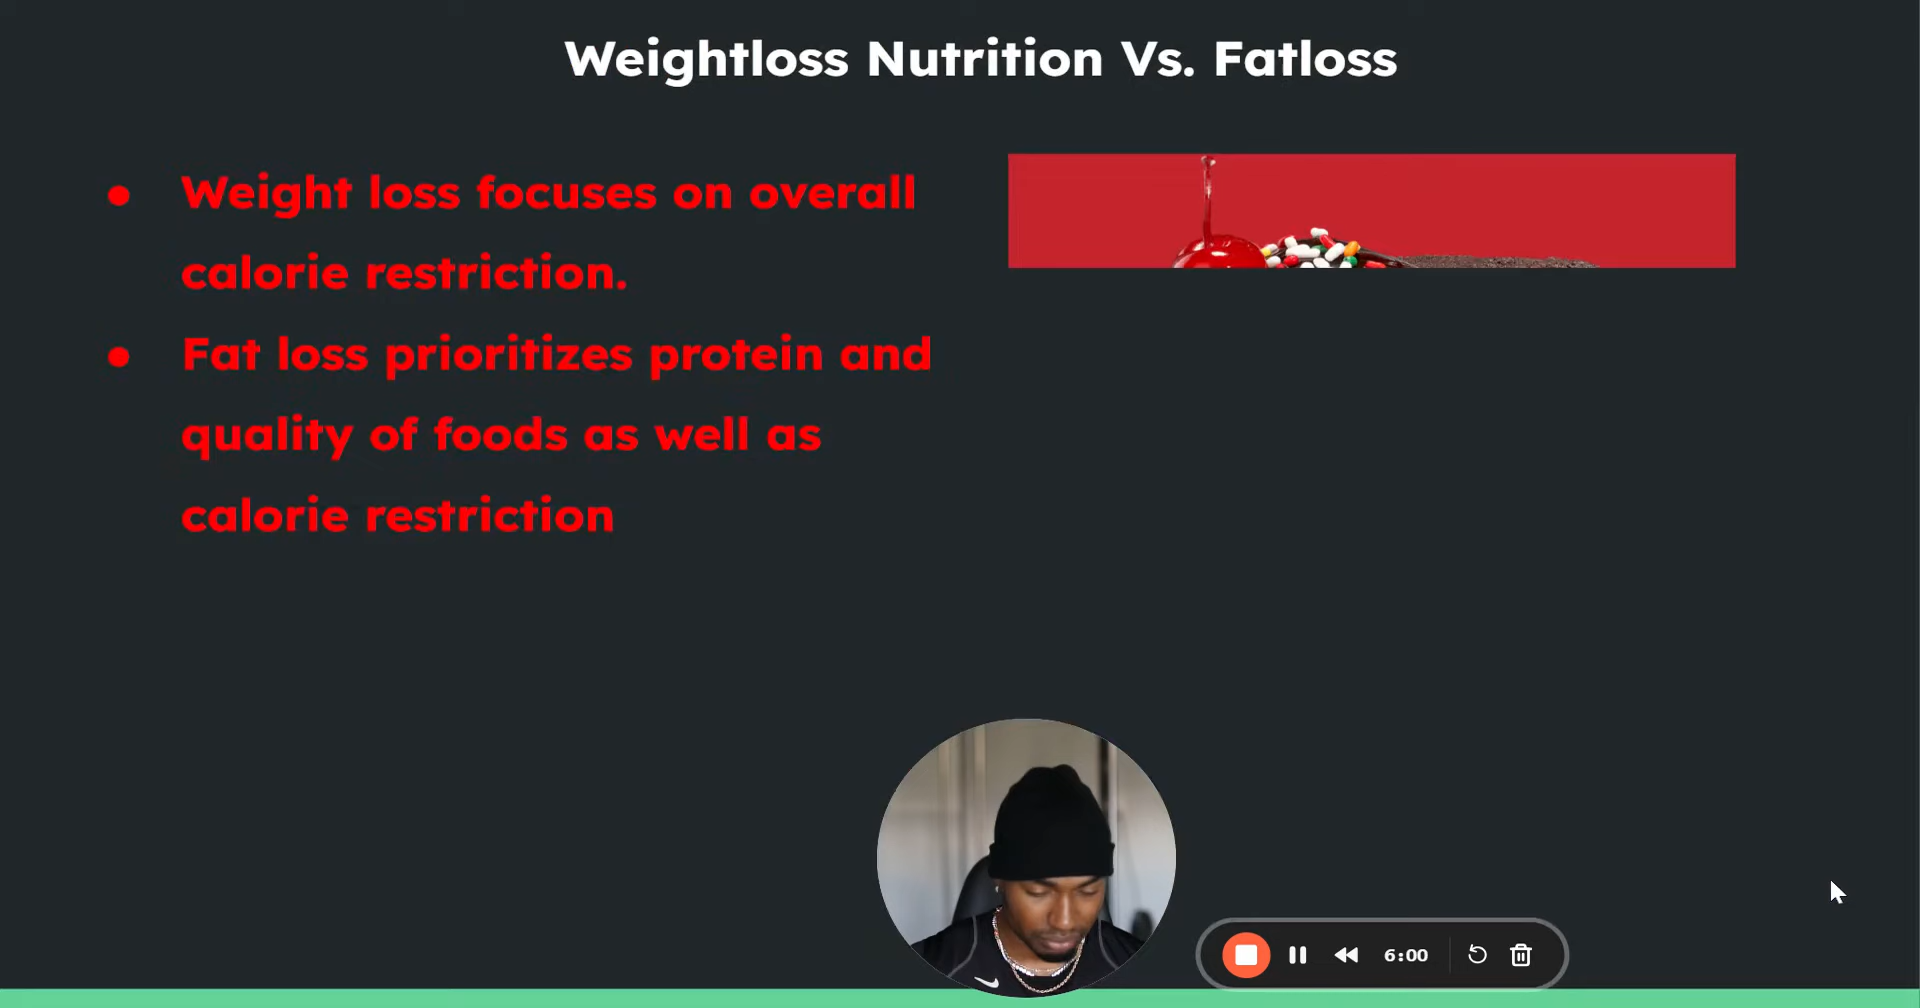 Weightloss Nutrition Vs. Fatloss
● Weight loss focuses on overall
calorie restriction.
● Fat loss prioritizes protein and
quality of foods as well as
calorie restriction
6:00